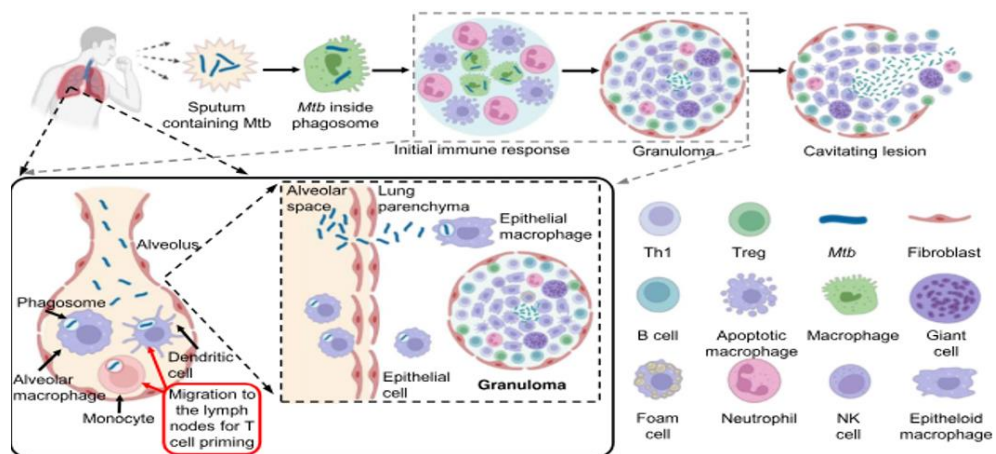 Sputum
containing Mtb
Mtb inside
phagosome
Initial immune response
Granuloma
Cavitating lesion
Alveolus
Phagosome
Alveolar
macrophage
Monocyte
Dendritic
cell
Migration to
the lymph
nodes for T
cell priming
Alveolar
space
Lung
parenchyma
Epithelial
macrophage
Epithelial
cell
Granuloma
Th1
Treg
Mtb
Fibroblast
B cell
Apoptotic
macrophage
Macrophage
Giant
cell
Foam
cell
Neutrophil
NK
cell
Epitheloid
macrophage